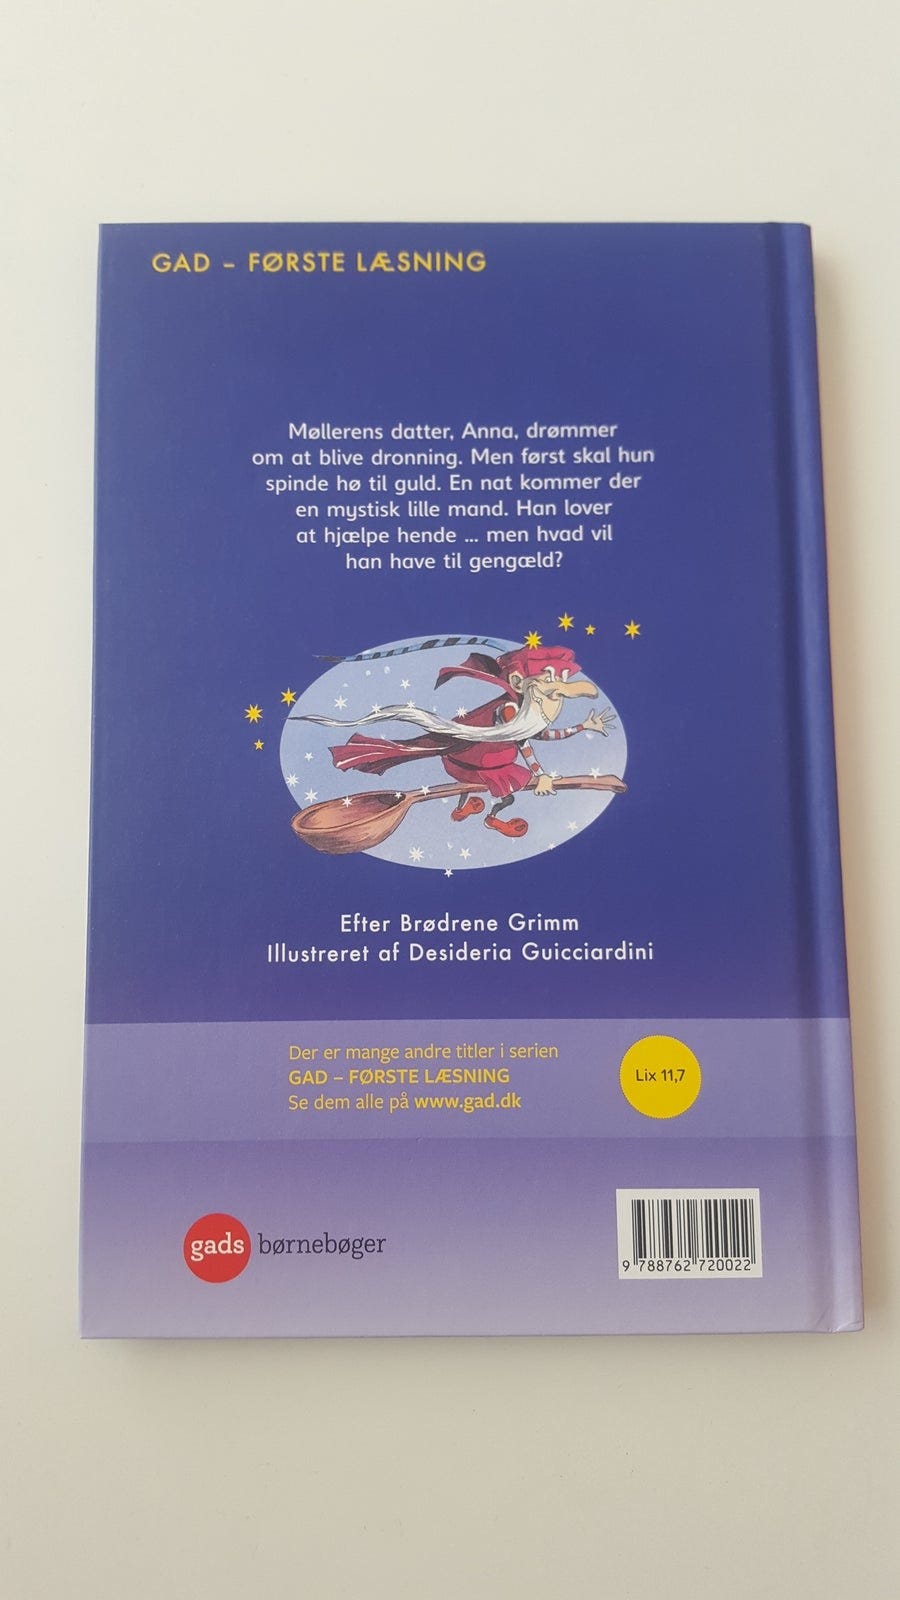 GAD – FØRSTE LÆSNING
Møllerens datter, Anna, drømmer
om at blive dronning. Men først skal hun
spinde hø til guld. En nat kommer der
en mystisk lille mand. Han lover
at hjælpe hende ... men hvad vil
han have til gengæld?
Efter Brødrene Grimm
Illustreret af Desideria Guicciardini
Der er mange andre titler i serien
GAD – FØRSTE LÆSNING
Se dem alle på www.gad.dk
Lix 11,7
gads børnebøger
9 788762 720022